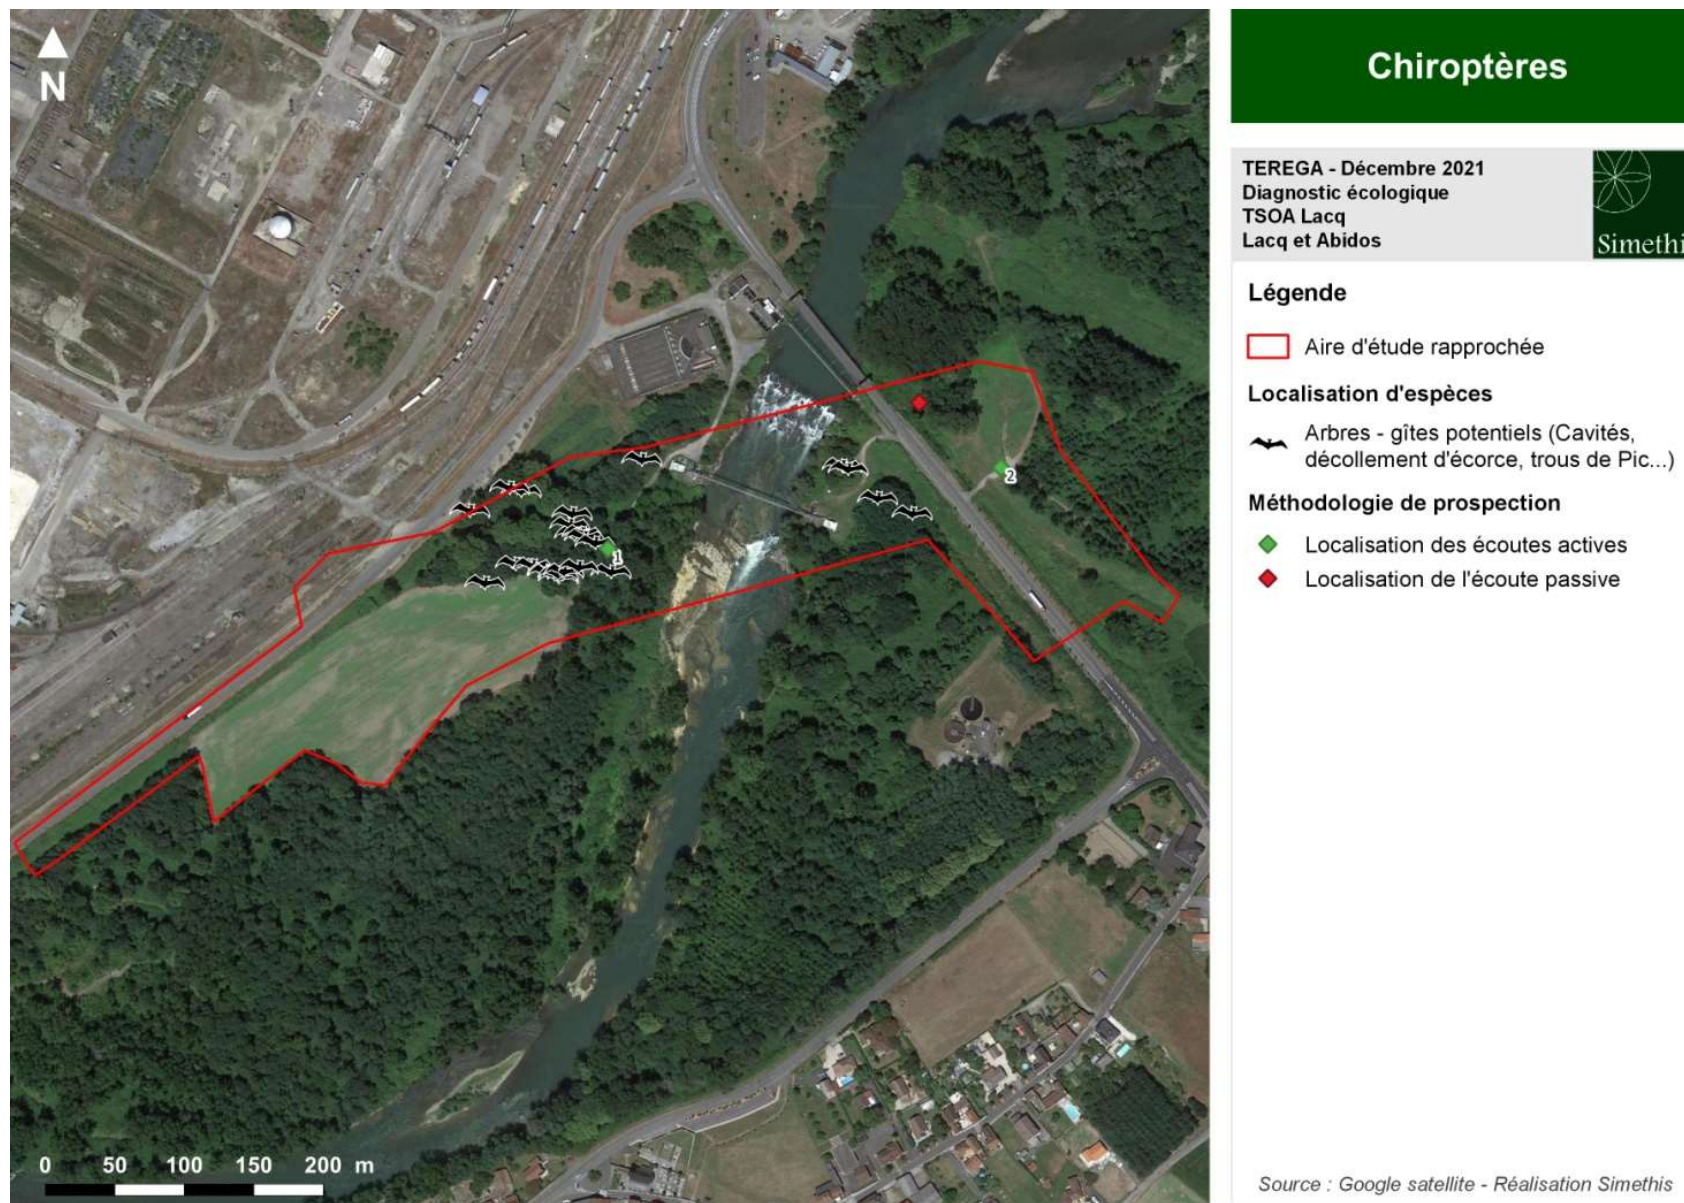 N
1
2
0 50 100 150 200 m
Chiroptères
TEREGA - Décembre 2021
Diagnostic écologique
TSOA Lacq
Lacq et Abidos
Simethi
Légende
Aire d'étude rapprochée
Localisation d'espèces
Arbres - gîtes potentiels (Cavités,
décollement d'écorce, trous de Pic...)
Méthodologie de prospection
Localisation des écoutes actives
Localisation de l'écoute passive
Source : Google satellite - Réalisation Simethis